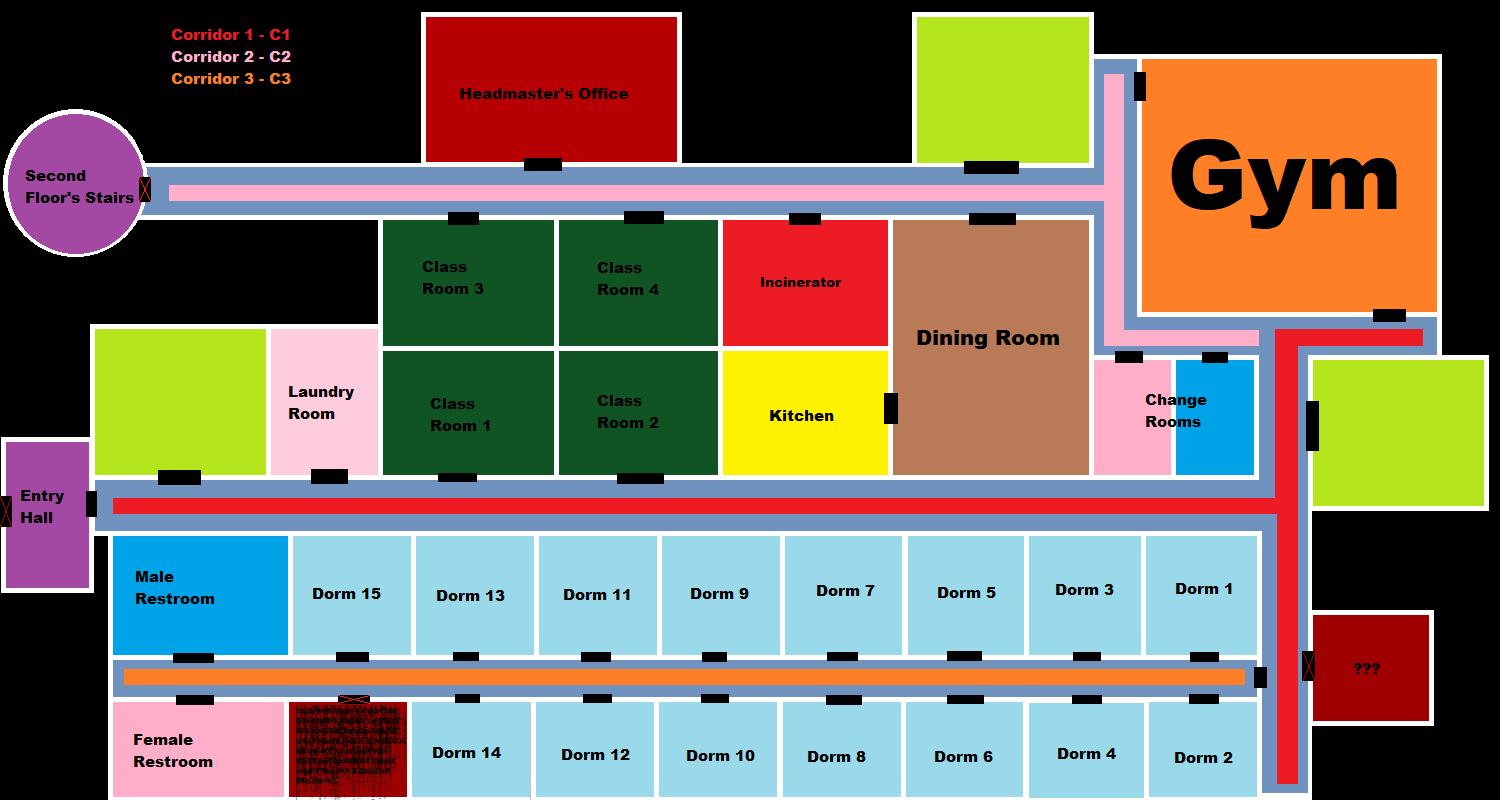 Corridor 1 - C1
Corridor 2 - C2
Corridor 3 - C3
Headmaster's Office
Gym
Second
Floor's Stairs
Class
Room 3
Class
Room 4
Incinerator
Dining Room
Laundry
Room
Class
Room 1
Class
Room 2
Kitchen
Change
Rooms
Entry
Hall
Male
Restroom
Dorm 15
Dorm 13
Dorm 11
Dorm 9
Dorm 7
Dorm 5
Dorm 3
Dorm 1
???
Female
Restroom
Dorm 14
Dorm 12
Dorm 10
Dorm 8
Dorm 6
Dorm 4
Dorm 2